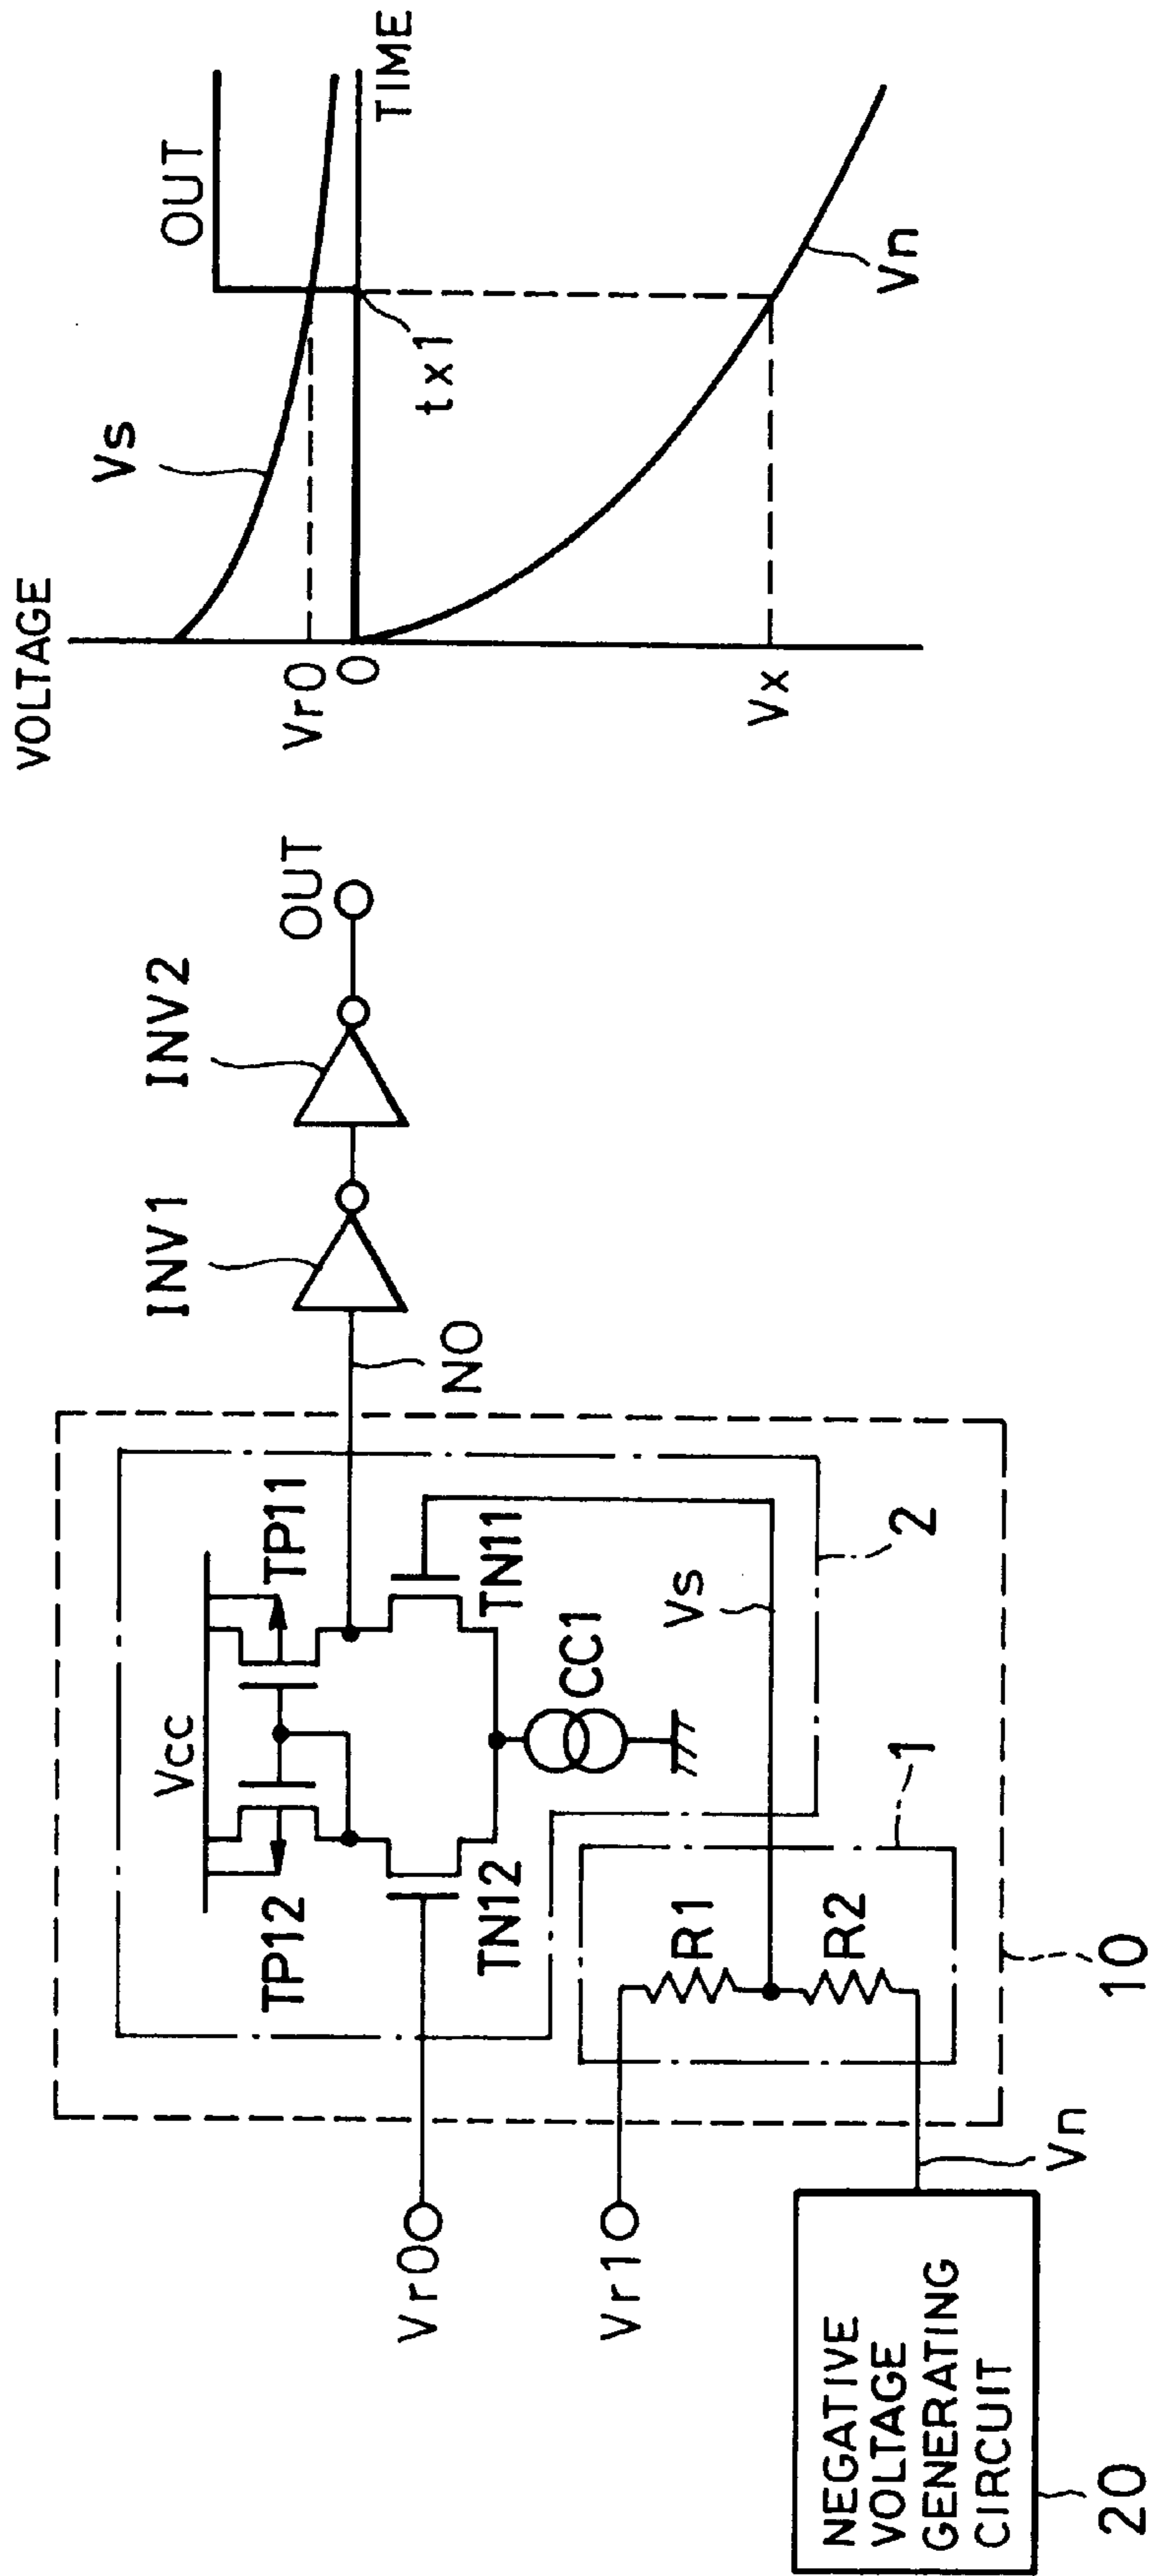 Vcc
TP12
TP11
TN12
TN11
CC1
Vr0
Vr1
R1
R2
Vs
1
2
10
NEGATIVE
VOLTAGE
GENERATING
CIRCUIT
20
Vn
N0
INV1
INV2
OUT
VOLTAGE
Vs
OUT
Vr0
0
TIME
tx1
Vx
Vn